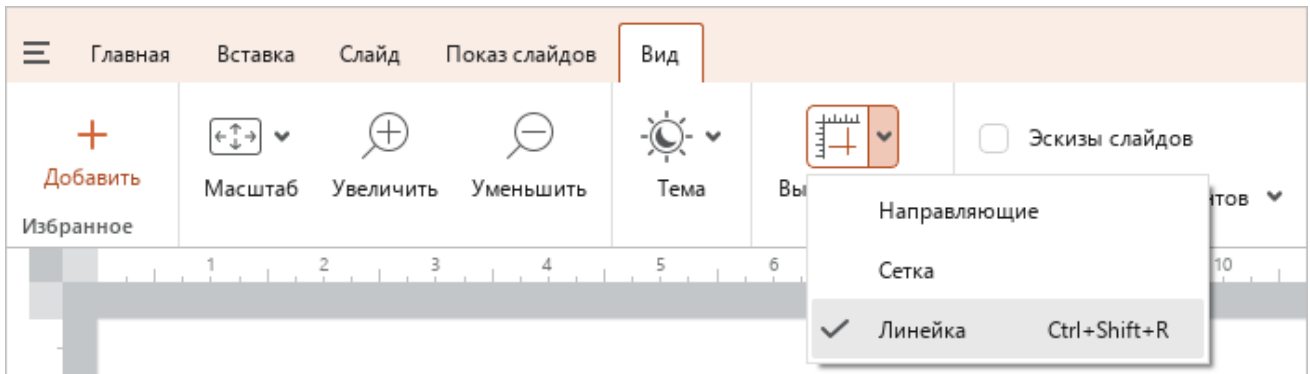 Главная Вставка Слайд Показ слайдов Вид
Добавить
Избранное
Масштаб Увеличить Уменьшить Тема
Эскизы слайдов
Направляющие
Сетка
Линейка Ctrl+Shift+R
1 2 3 4 5 6 10